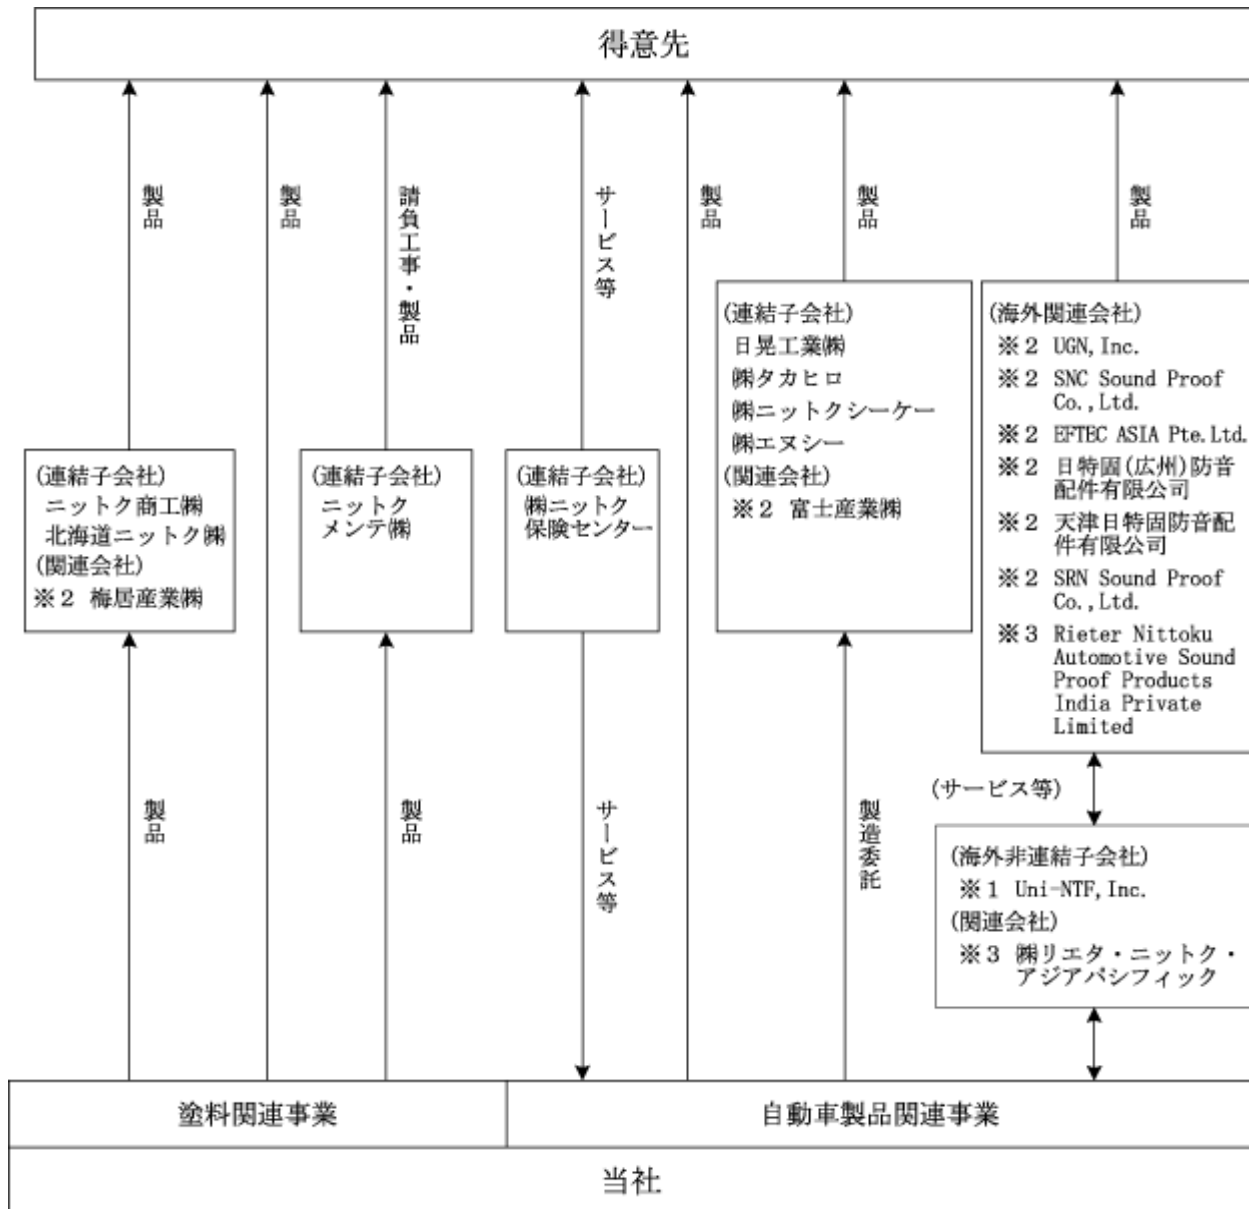 得意先
製品
製品
請負工事・製品
サービス等
製品
製品
製品
(連結子会社)
ニットク商工㈱
北海道ニットク㈱
(関連会社)
※2 梅居産業㈱
(連結子会社)
ニットク
メンテ㈱
(連結子会社)
㈱ニットク
保険センター
(連結子会社)
日晃工業㈱
㈱タカヒロ
㈱ニットクシーケー
㈱エヌシー
(関連会社)
※2 富士産業㈱
(海外関連会社)
※2 UGN,Inc.
※2 SNC Sound Proof
Co.,Ltd.
※2 EFTEC ASIA Pte.Ltd.
※2 日特固(広州)防音
配件有限公司
※2 天津日特固防音配
件有限公司
※2 SRN Sound Proof
Co.,Ltd.
※3 Rieter Nittoku
Automotive Sound
Proof Products
India Private
Limited
製品
製品
サービス等
製造委託
(サービス等)
(海外非連結子会社)
※1 Uni-NTF,Inc.
(関連会社)
※3 ㈱リエタ・ニットク・
アジアパシフィック
塗料関連事業
自動車製品関連事業
当社